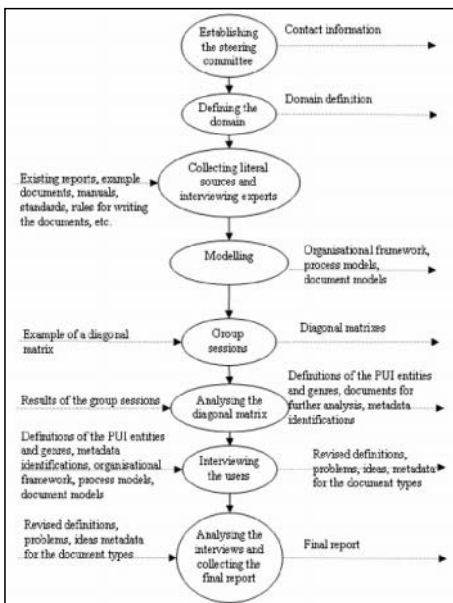 Establishing
the steering
committee
Contact information
Defining the
domain
Domain definition
Existing reports, example
documents, manuals,
standards, rules for writing
the documents, etc.
Collecting literal
sources and
interviewing experts
Modelling
Organisational framework,
process models,
document models
Example of a diagonal
matrix
Group
sessions
Diagonal matrixes
Results of the group sessions
Analysing the
diagonal matrix
Definitions of the PUI entities
and genres, documents for
further analysis, metadata
identifications
Definitions of the PUI entities
and genres, metadata
identifications, organisational
framework, process models,
document models
Interviewing
the users
Revised definitions,
problems, ideas, metadata
for the document types
Revised definitions,
problems, ideas metadata
for the document types
Analysing the
interviews and
collecting the
final report
Final report